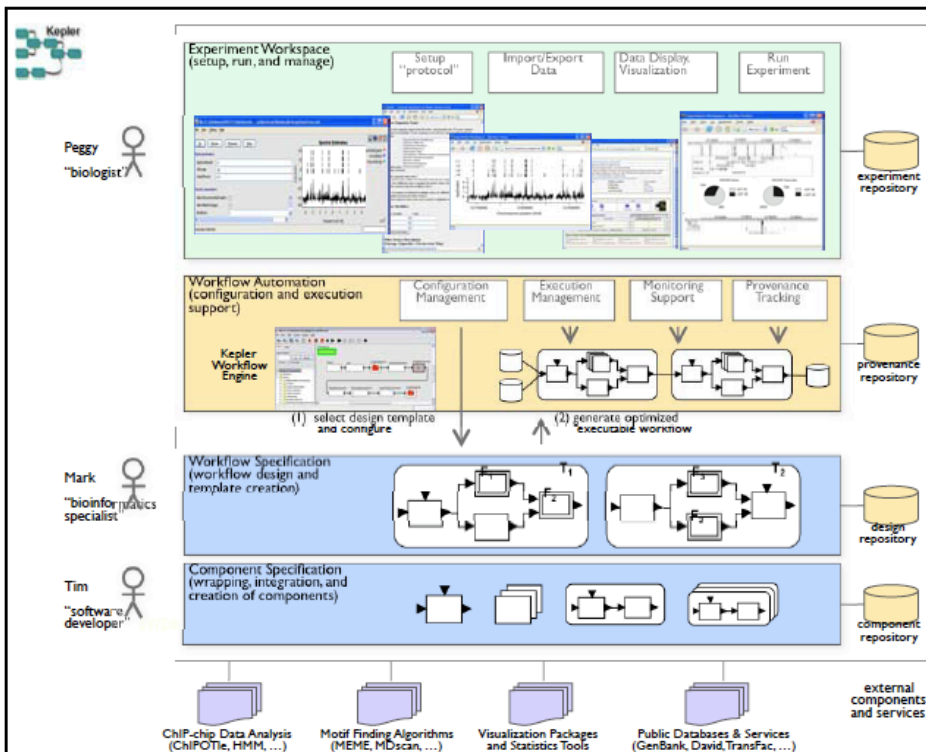 Kepler
Experiment Workspace
(setup, run, and manage)
Setup
"protocol"
Import/Export
Data
Data Display,
Visualization
Run
Experiment
Peggy
"biologist"
experiment
repository
Workflow Automation
(configuration and execution
support)
Configuration
Management
Execution
Management
Monitoring
Support
Provenance
Tracking
Kepler
Workflow
Engine
provenance
repository
(1) select design template
and configure
(2) generate optimized
executable workflow
Mark
"bioinformatics
specialist"
Workflow Specification
(workflow design and
template creation)
F1
F2
T1
F3
F2
T2
design
repository
Tim
"software
developer"
Component Specification
(wrapping, integration, and
creation of components)
component
repository
ChIP-chip Data Analysis
(ChIPOTle, HMM, ...)
Motif Finding Algorithms
(MEME, MDscan, ...)
Visualization Packages
and Statistics Tools
Public Databases & Services
(GenBank, David, TransFac, ...)
external
components
and services